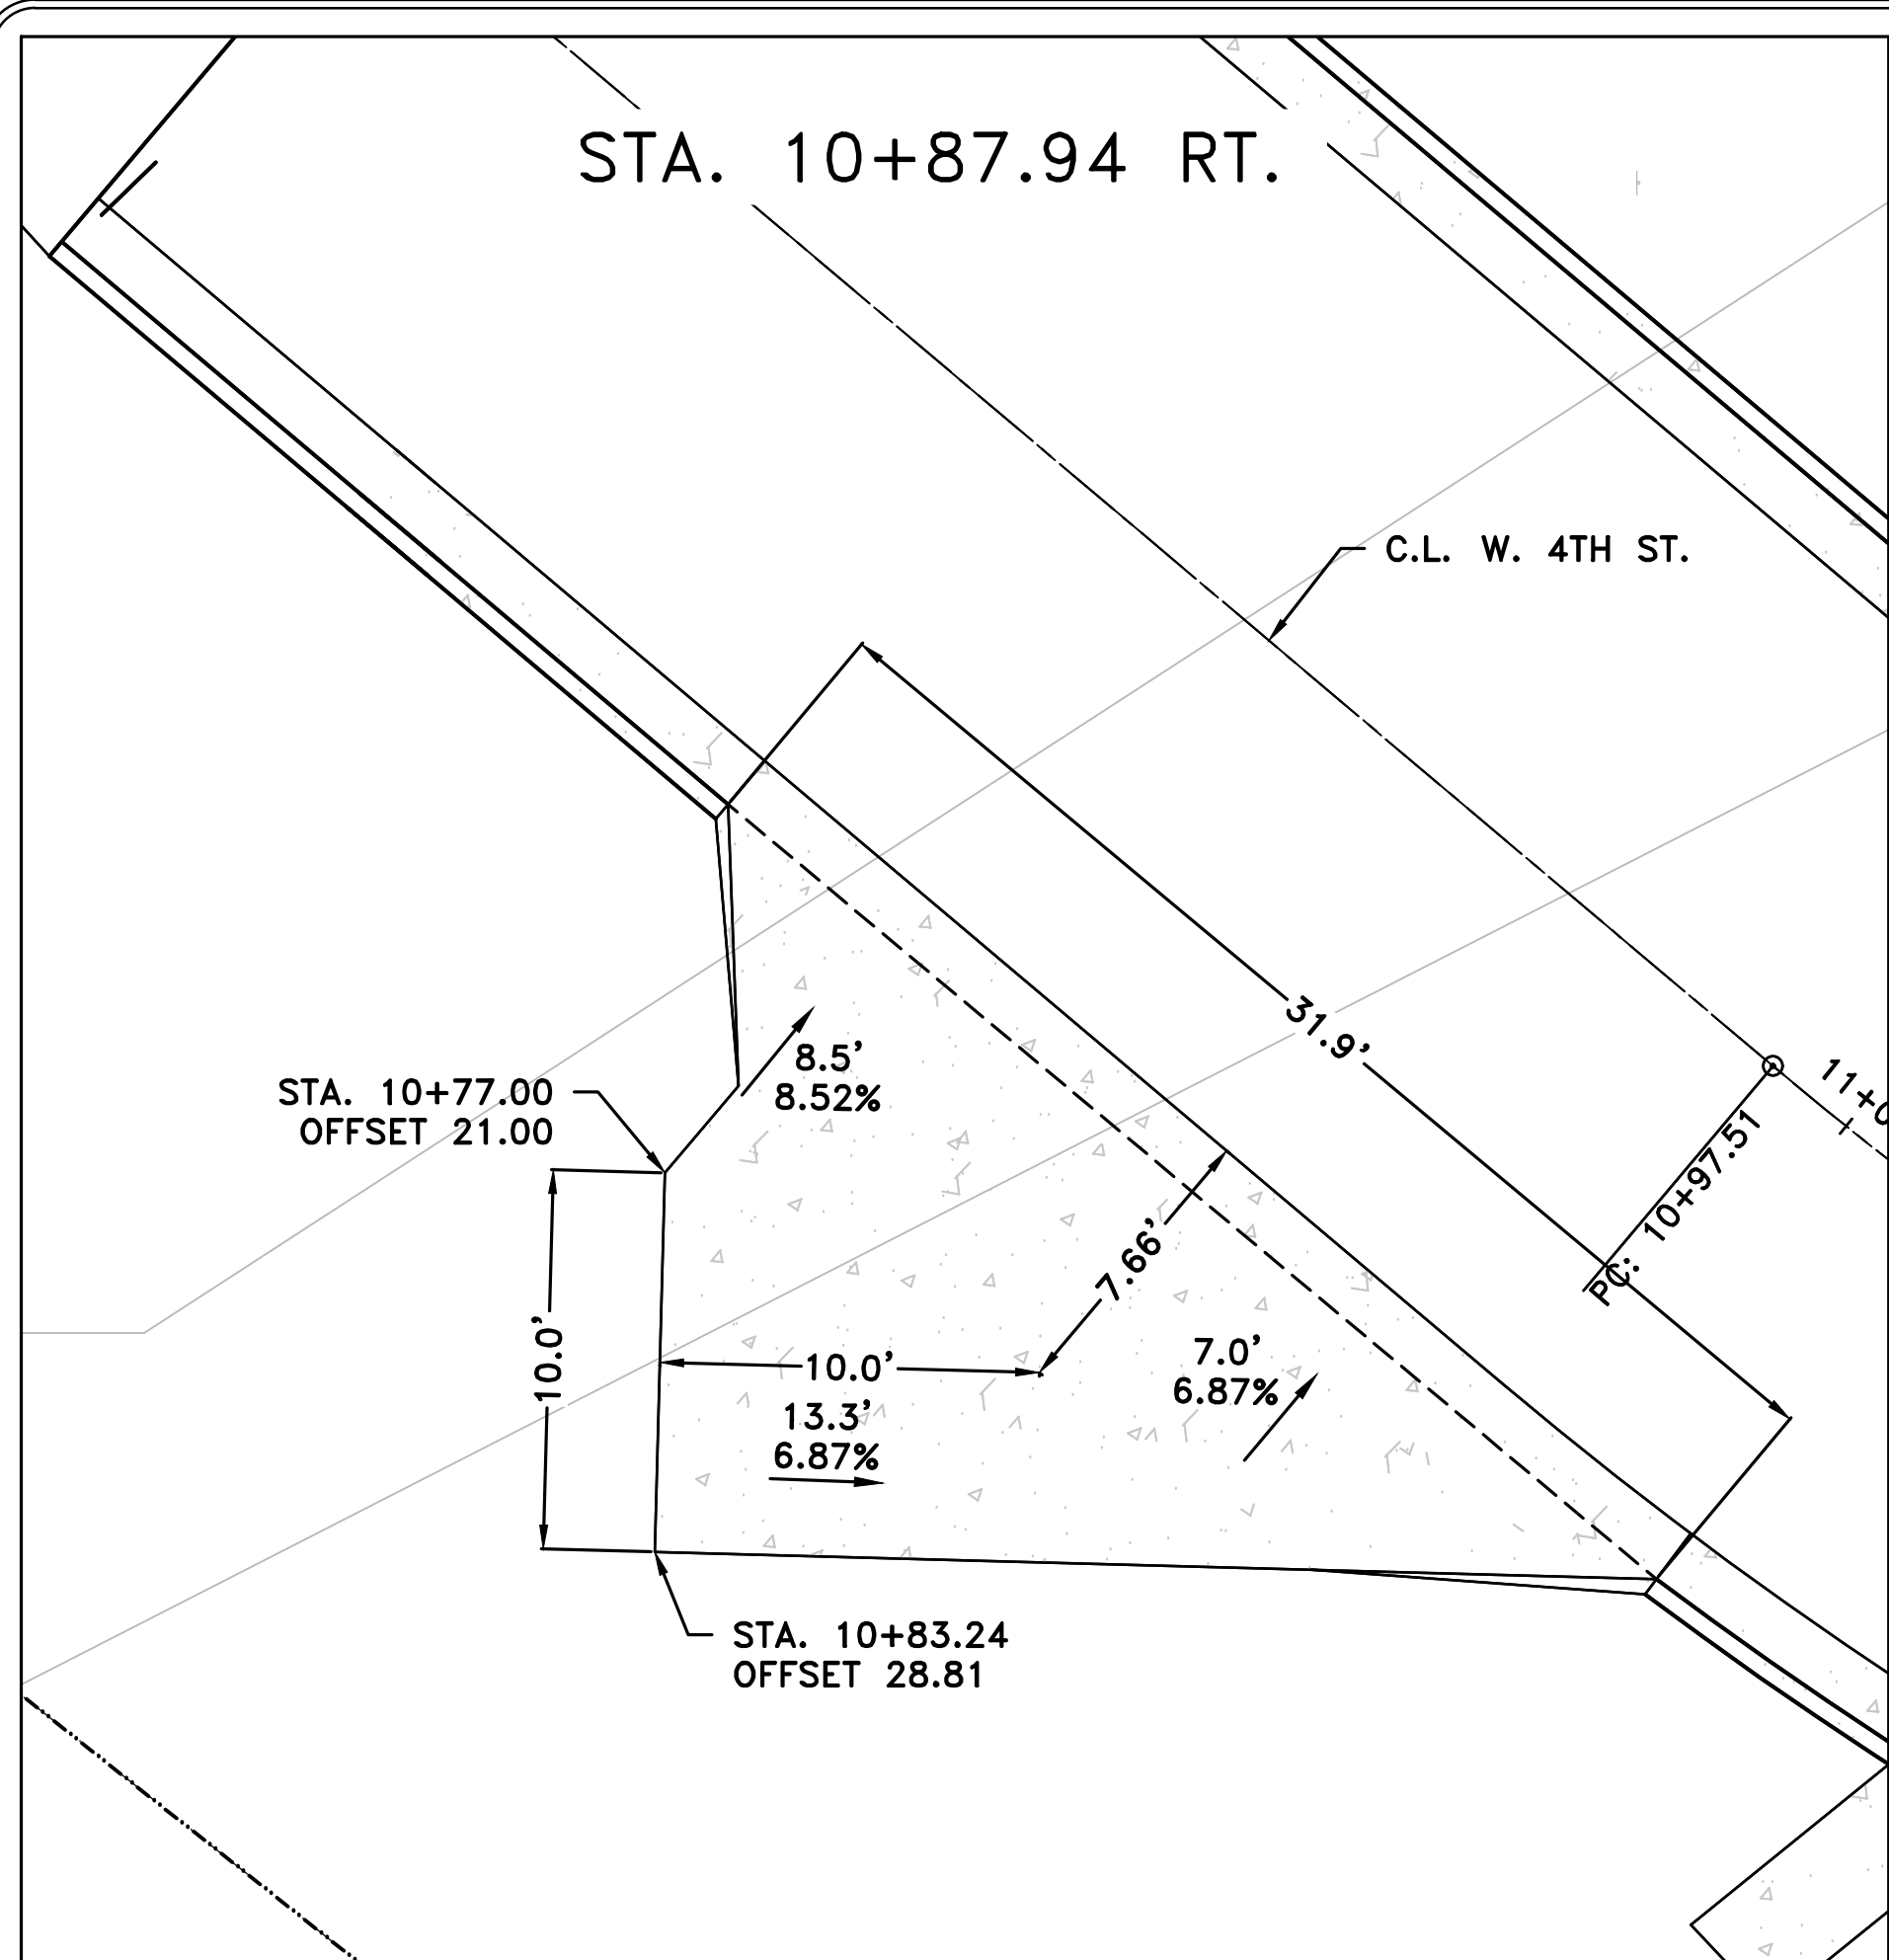 STA. 10+87.94 RT.
C.L. W. 4TH ST.
31.9'
8.5'
8.52%
STA. 10+77.00
OFFSET 21.00
PC: 10+97.51
7.66'
10.0'
10.0'
7.0'
6.87%
13.3'
6.87%
STA. 10+83.24
OFFSET 28.81